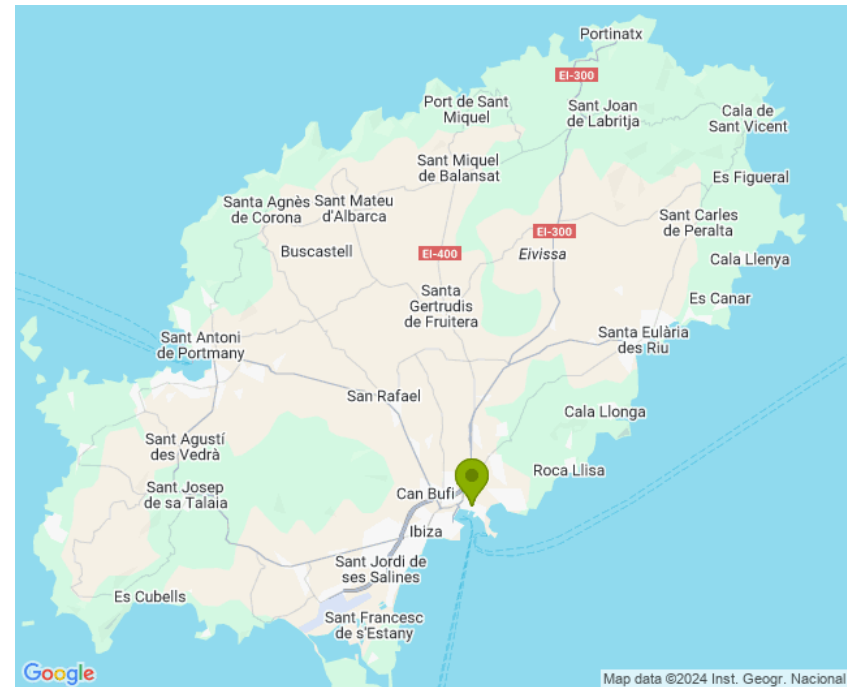 Portinatx
EI-300
Port de Sant
Miquel
Sant Joan
de Labritja
Cala de
Sant Vicent
Sant Miquel
de Balansat
Es Figueral
Santa Agnès
de Corona
Sant Mateu
d'Albarca
Sant Carles
de Peralta
EI-300
Buscastell
EI-400
Eivissa
Cala Llenya
Santa
Gertrudis
de Fruitera
Es Canar
Sant Antoni
de Portmany
Santa Eulària
des Riu
San Rafael
Cala Llonga
Sant Agustí
des Vedrà
Roca Llisa
Sant Josep
de sa Talaia
Can Bufi
Ibiza
Sant Jordi de
ses Salines
Es Cubells
Sant Francesc
de s'Estany
Google
Map data ©2024 Inst. Geogr. Nacional